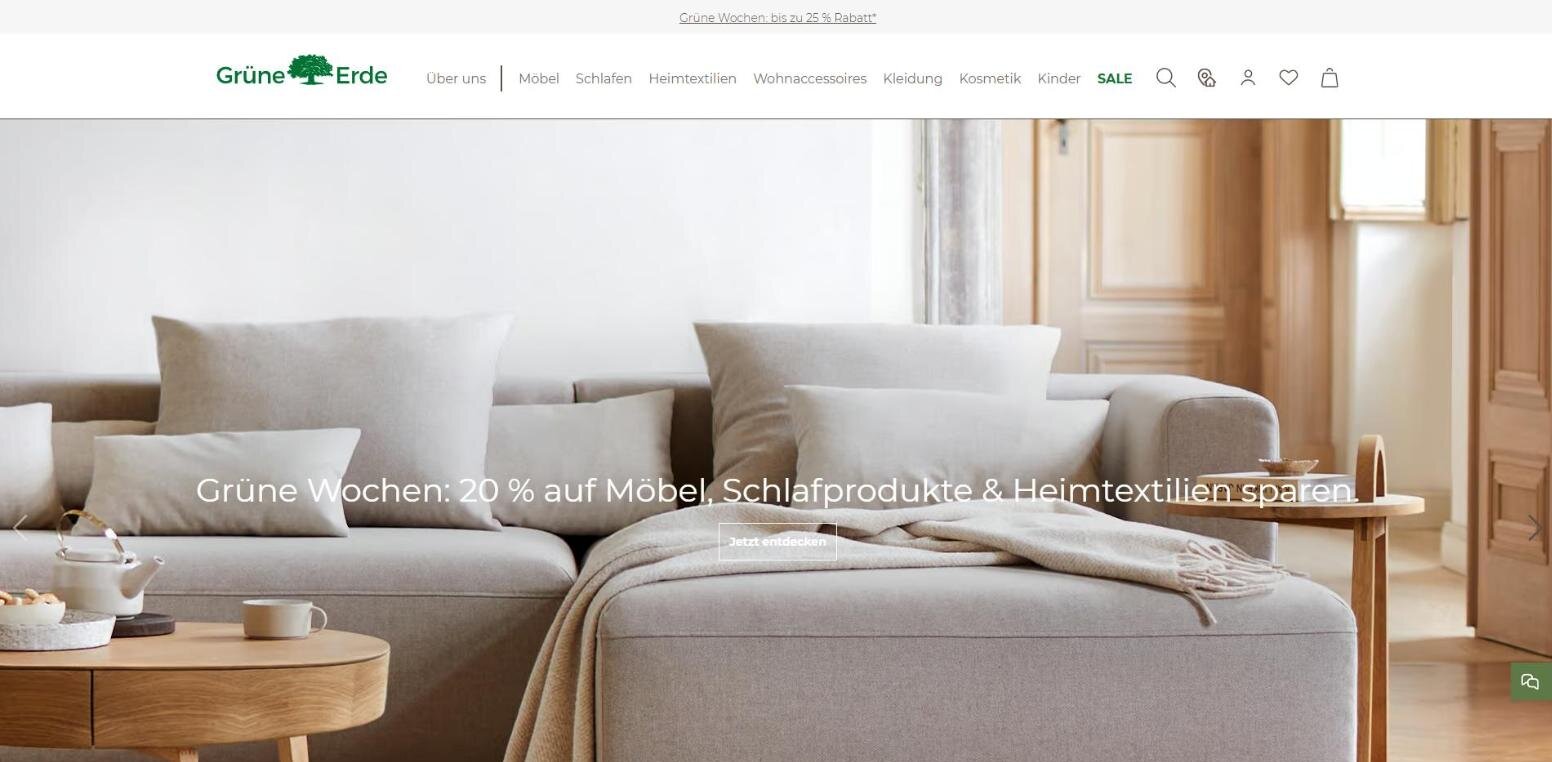 Grüne Wochen: bis zu 25 % Rabatt*
Grüne Erde
Über uns Möbel Schlafen Heimtextilien Wohnaccessoires Kleidung Kosmetik Kinder SALE
Grüne Wochen: 20 % auf Möbel, Schlafprodukte & Heimtextilien sparen.
Jetzt entdecken